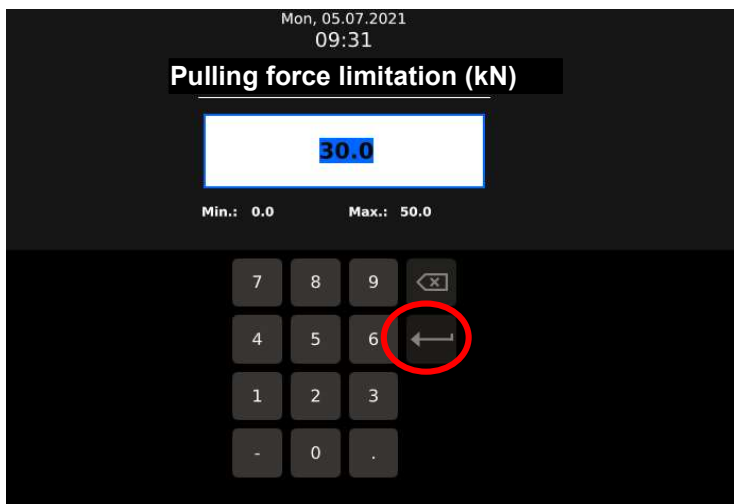 Mon, 05.07.2021
09:31
Pulling force limitation (kN)
30.0
Min.: 0.0 Max.: 50.0
7 8 9
4 5 6
1 2 3
- 0 .